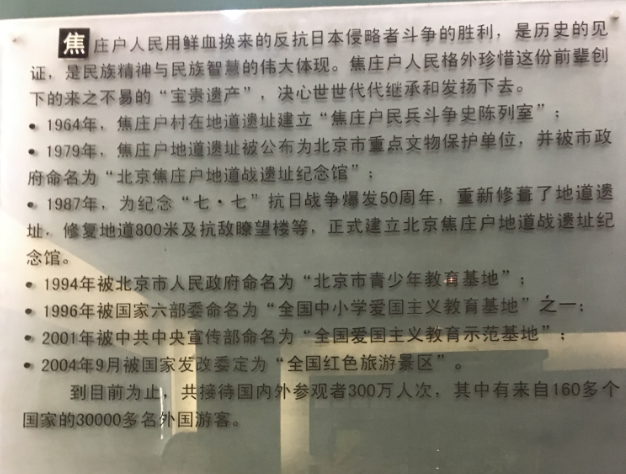 焦庄户人民用鲜血换来的反抗日本侵略者斗争的胜利，是历史的见
证，是民族精神与民族智慧的伟大体现。焦庄户人民格外珍惜这份前辈创
下的来之不易的“宝贵遗产”，决心世世代代继承和发扬下去。
• 1964年，焦庄户村在地道遗址建立“焦庄户民兵斗争史陈列室”；
• 1979年，焦庄户地道遗址被公布为北京市重点文物保护单位，并被市政
府命名为“北京焦庄户地道战遗址纪念馆”；
• 1987年，为纪念“七·七”抗日战争爆发50周年，重新修葺了地道遗
址，修复地道800米及抗敌瞭望楼等，正式建立北京焦庄户地道战遗址纪
念馆。
• 1994年被北京市人民政府命名为“北京市青少年教育基地”；
• 1996年被国家六部委命名为“全国中小学爱国主义教育基地”之一；
• 2001年被中共中央宣传部命名为“全国爱国主义教育示范基地”；
• 2004年9月被国家发改委定为“全国红色旅游景区”。
到目前为止，共接待国内外参观者300万人次，其中有来自160多个
国家的30000多名外国游客。